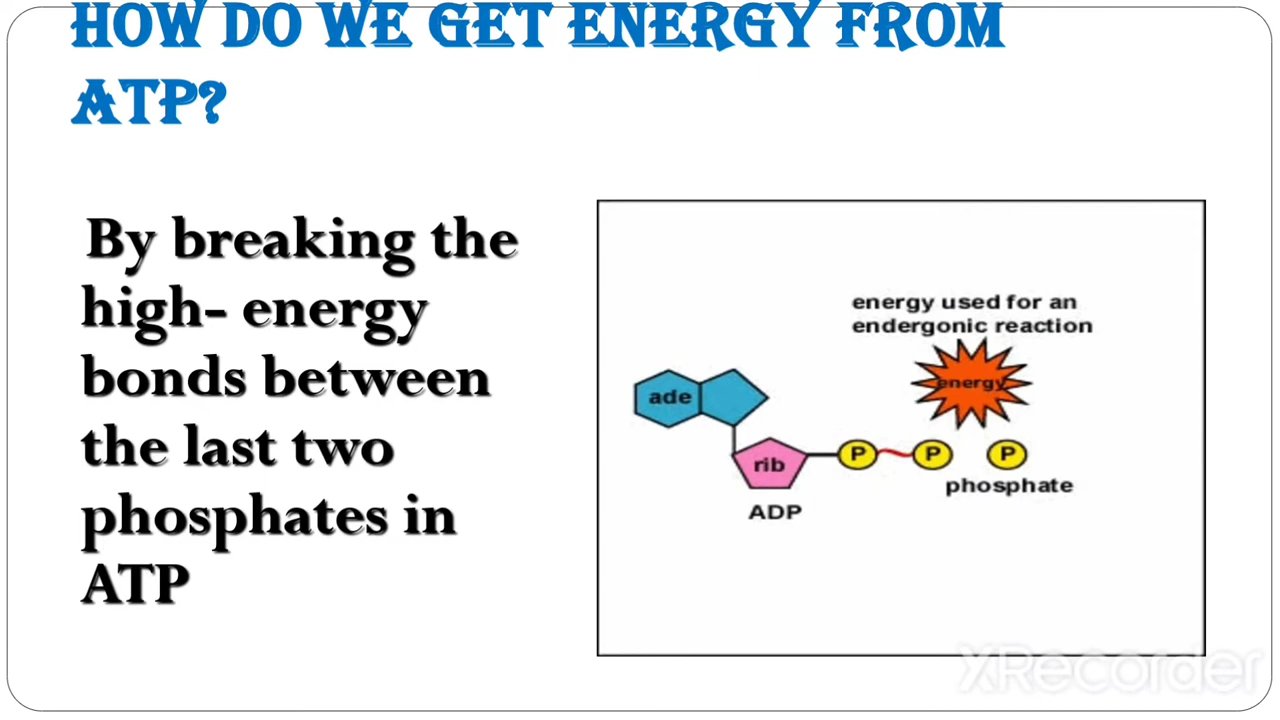 HOW DO WE GET ENERGY FROM
ATP?
By breaking the
high- energy
bonds between
the last two
phosphates in
ATP
energy used for an
endergonic reaction
energy
ade
rib
P
P
P
phosphate
ADP
XRecorder